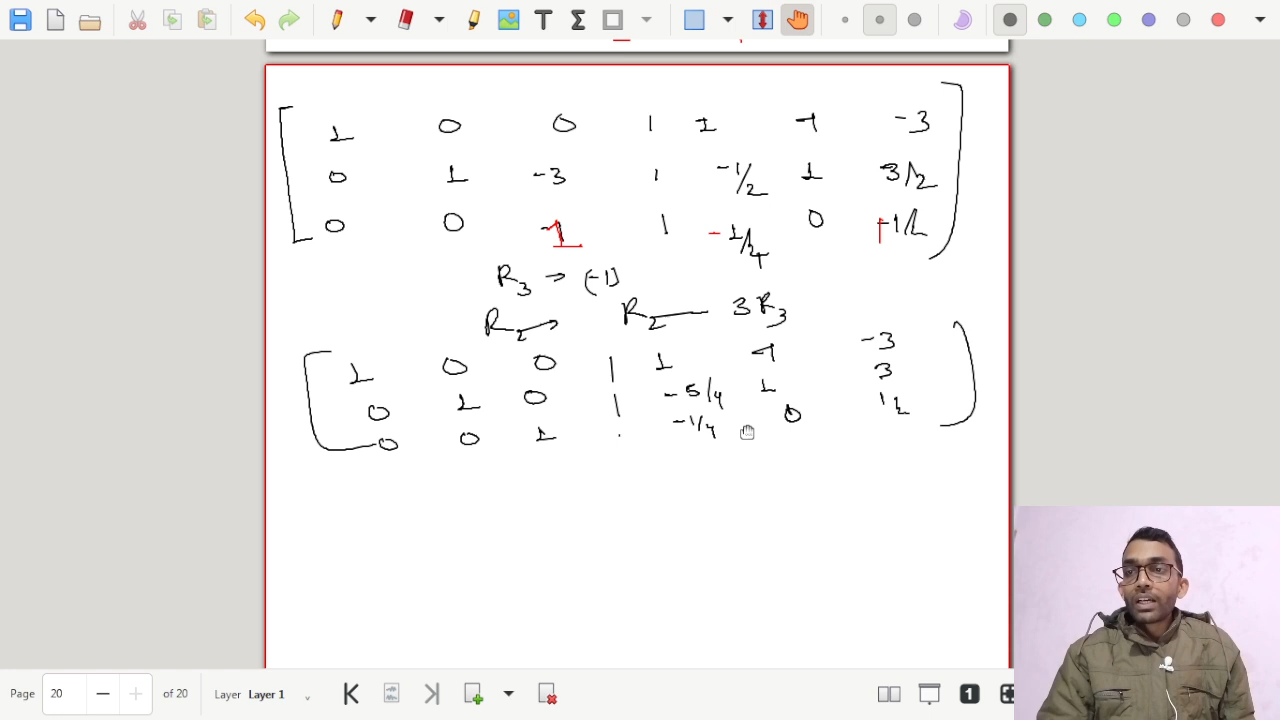 1 0 0 | 1 -1 -3
0 1 -3 | -1/2 1 3/2
0 0 -1 | -1/4 0 -1/2
R3 → (-1)
R2 → R2 — 3R3
1 0 0 | 1 -1 -3
0 1 0 | -5/4 1 3
0 0 1 | -1/4 0 1/2
Page 20 of 20 Layer Layer 1 1